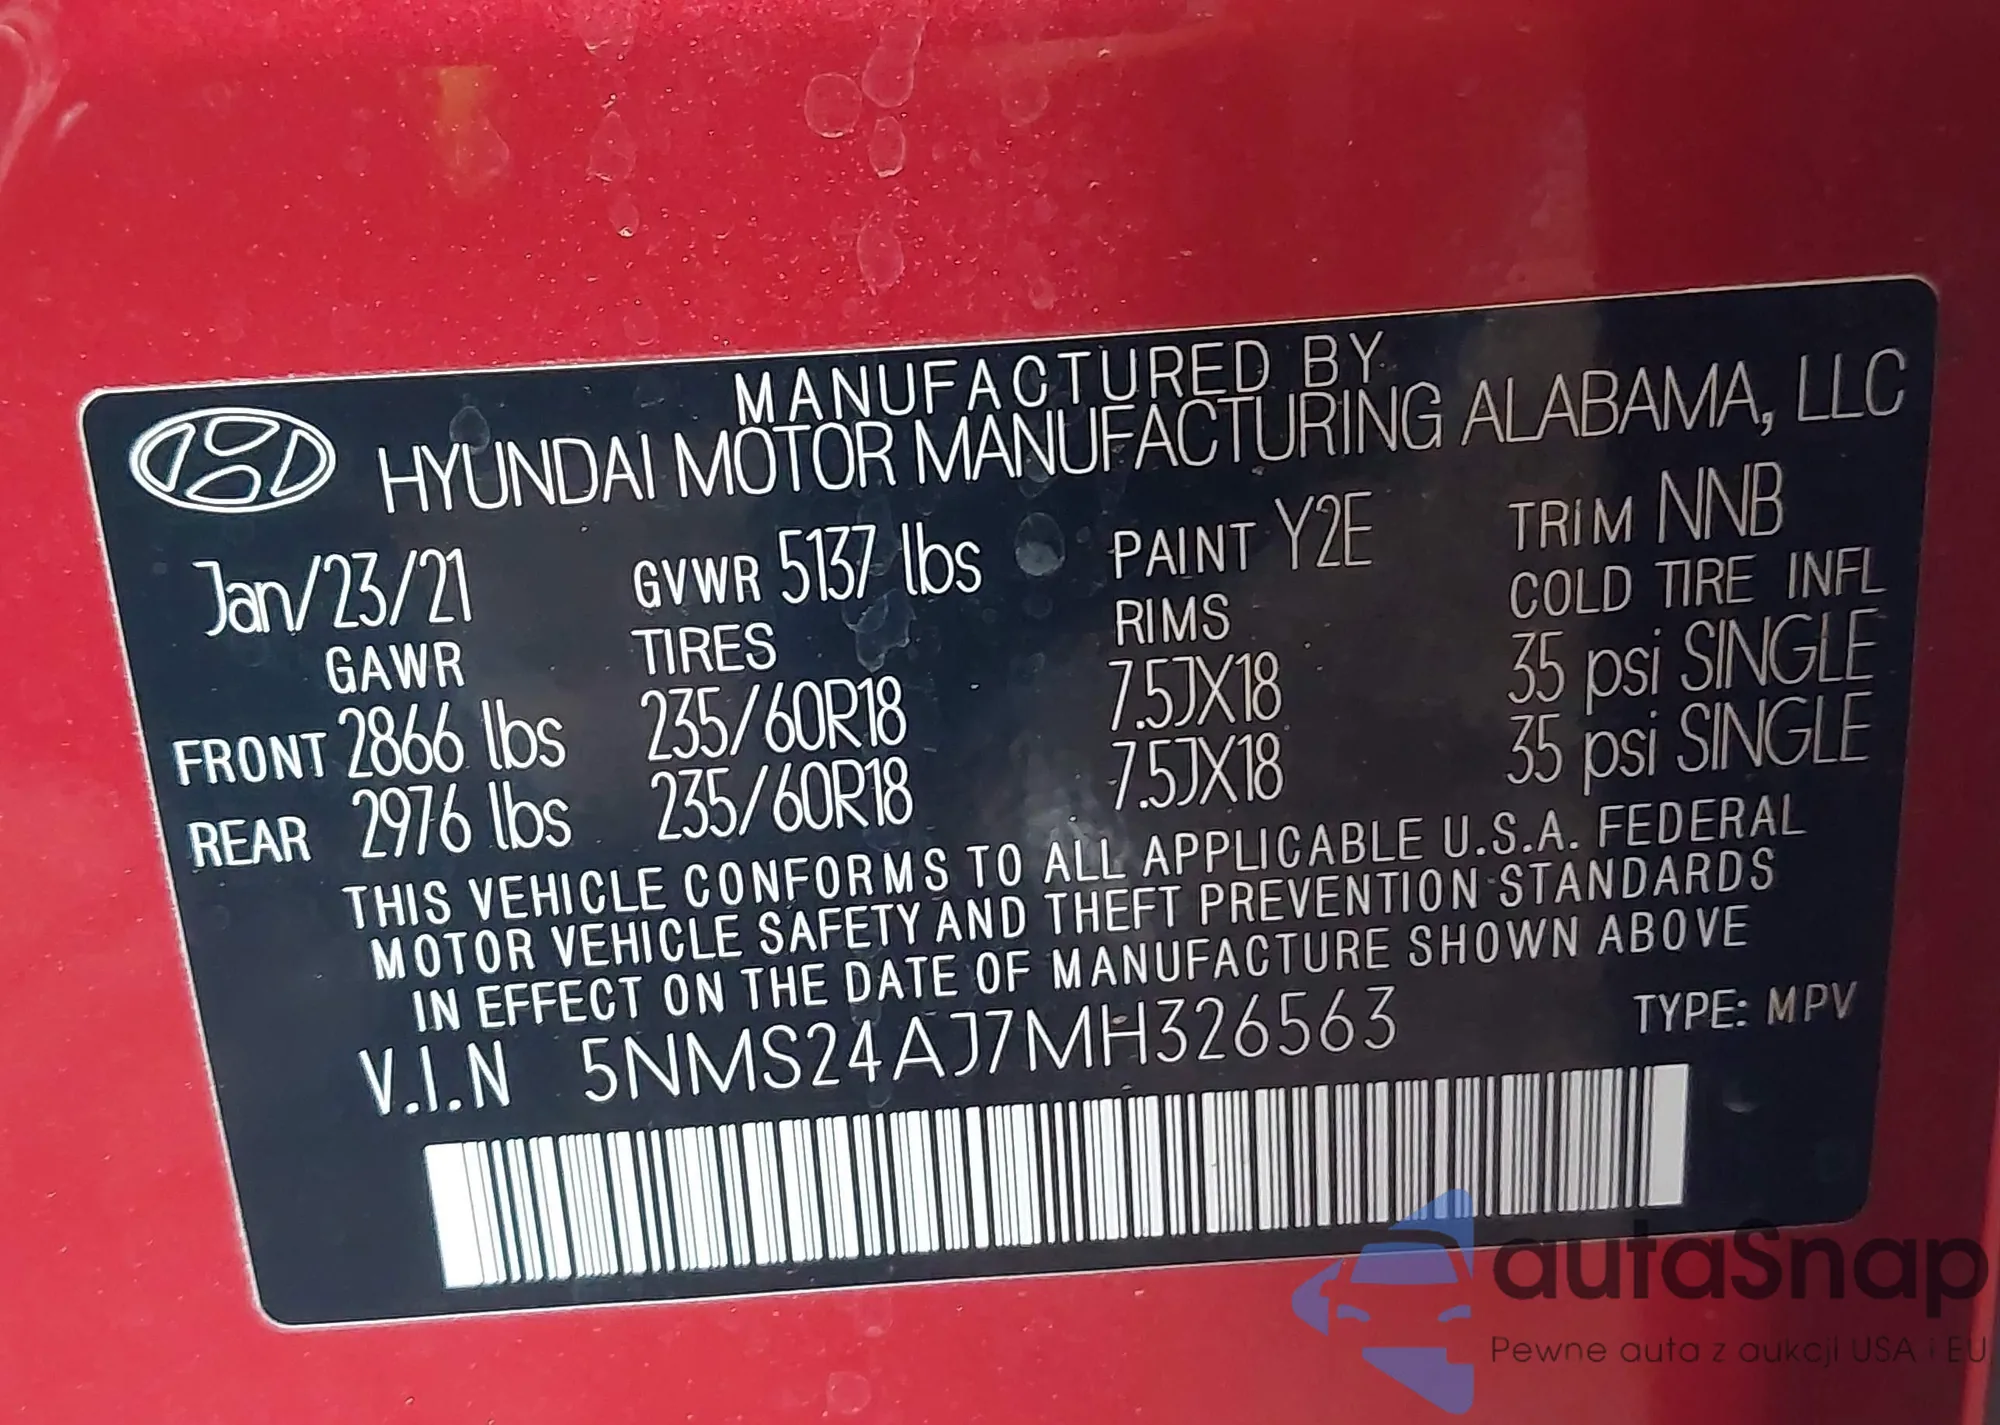 MANUFACTURED BY
HYUNDAI MOTOR MANUFACTURING ALABAMA, LLC
Jan/23/21 GVWR 5137 lbs PAINT Y2E TRIM NNB
GAWR TIRES RIMS COLD TIRE INFL
FRONT 2866 lbs 235/60R18 7.5JX18 35 psi SINGLE
REAR 2976 lbs 235/60R18 7.5JX18 35 psi SINGLE
THIS VEHICLE CONFORMS TO ALL APPLICABLE U.S.A. FEDERAL
MOTOR VEHICLE SAFETY AND THEFT PREVENTION STANDARDS
IN EFFECT ON THE DATE OF MANUFACTURE SHOWN ABOVE
V.I.N 5NMS24AJ7MH326563 TYPE: MPV
autaSnap
Pewne auta z aukcji USA i EU